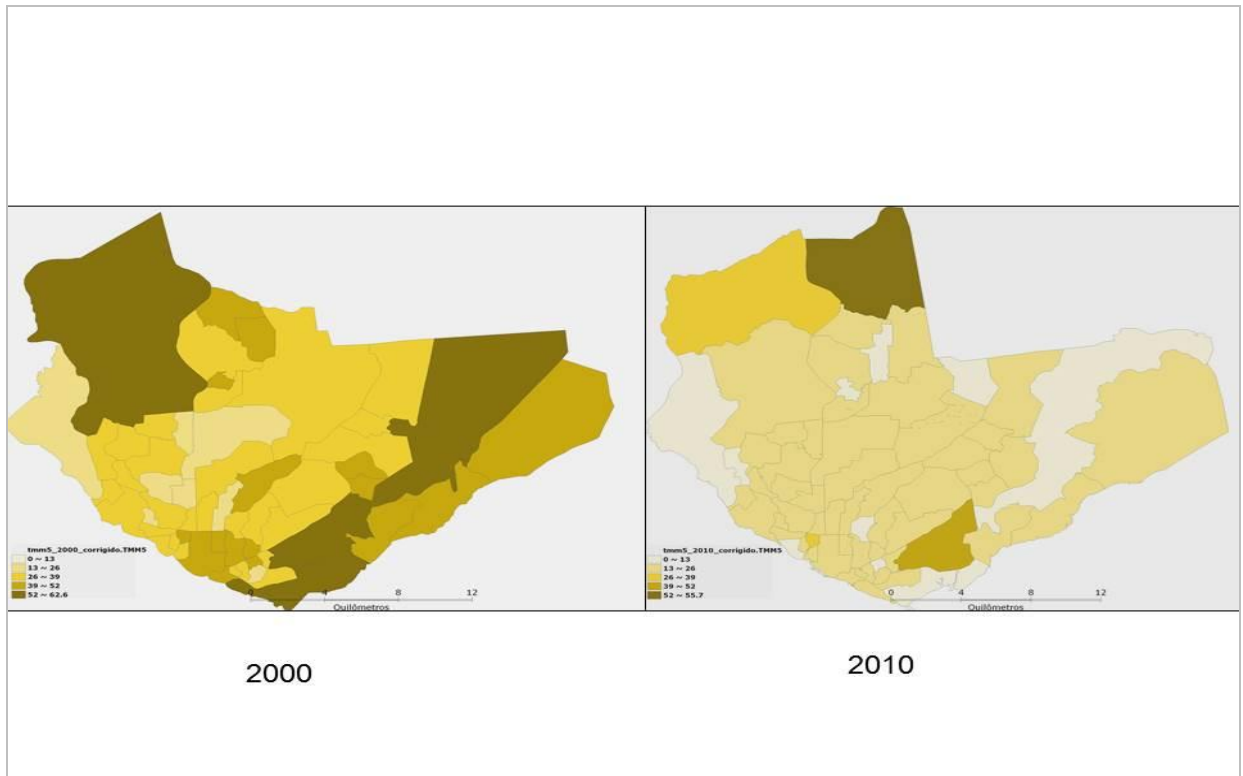 tmm5_2000_corrigido.TMM5
0 ~ 13
13 ~ 26
26 ~ 39
39 ~ 52
52 ~ 62.6
0 4 8 12
Quilômetros
tmm5_2010_corrigido.TMM5
0 ~ 13
13 ~ 26
26 ~ 39
39 ~ 52
52 ~ 55.7
0 4 8 12
Quilômetros
2000
2010